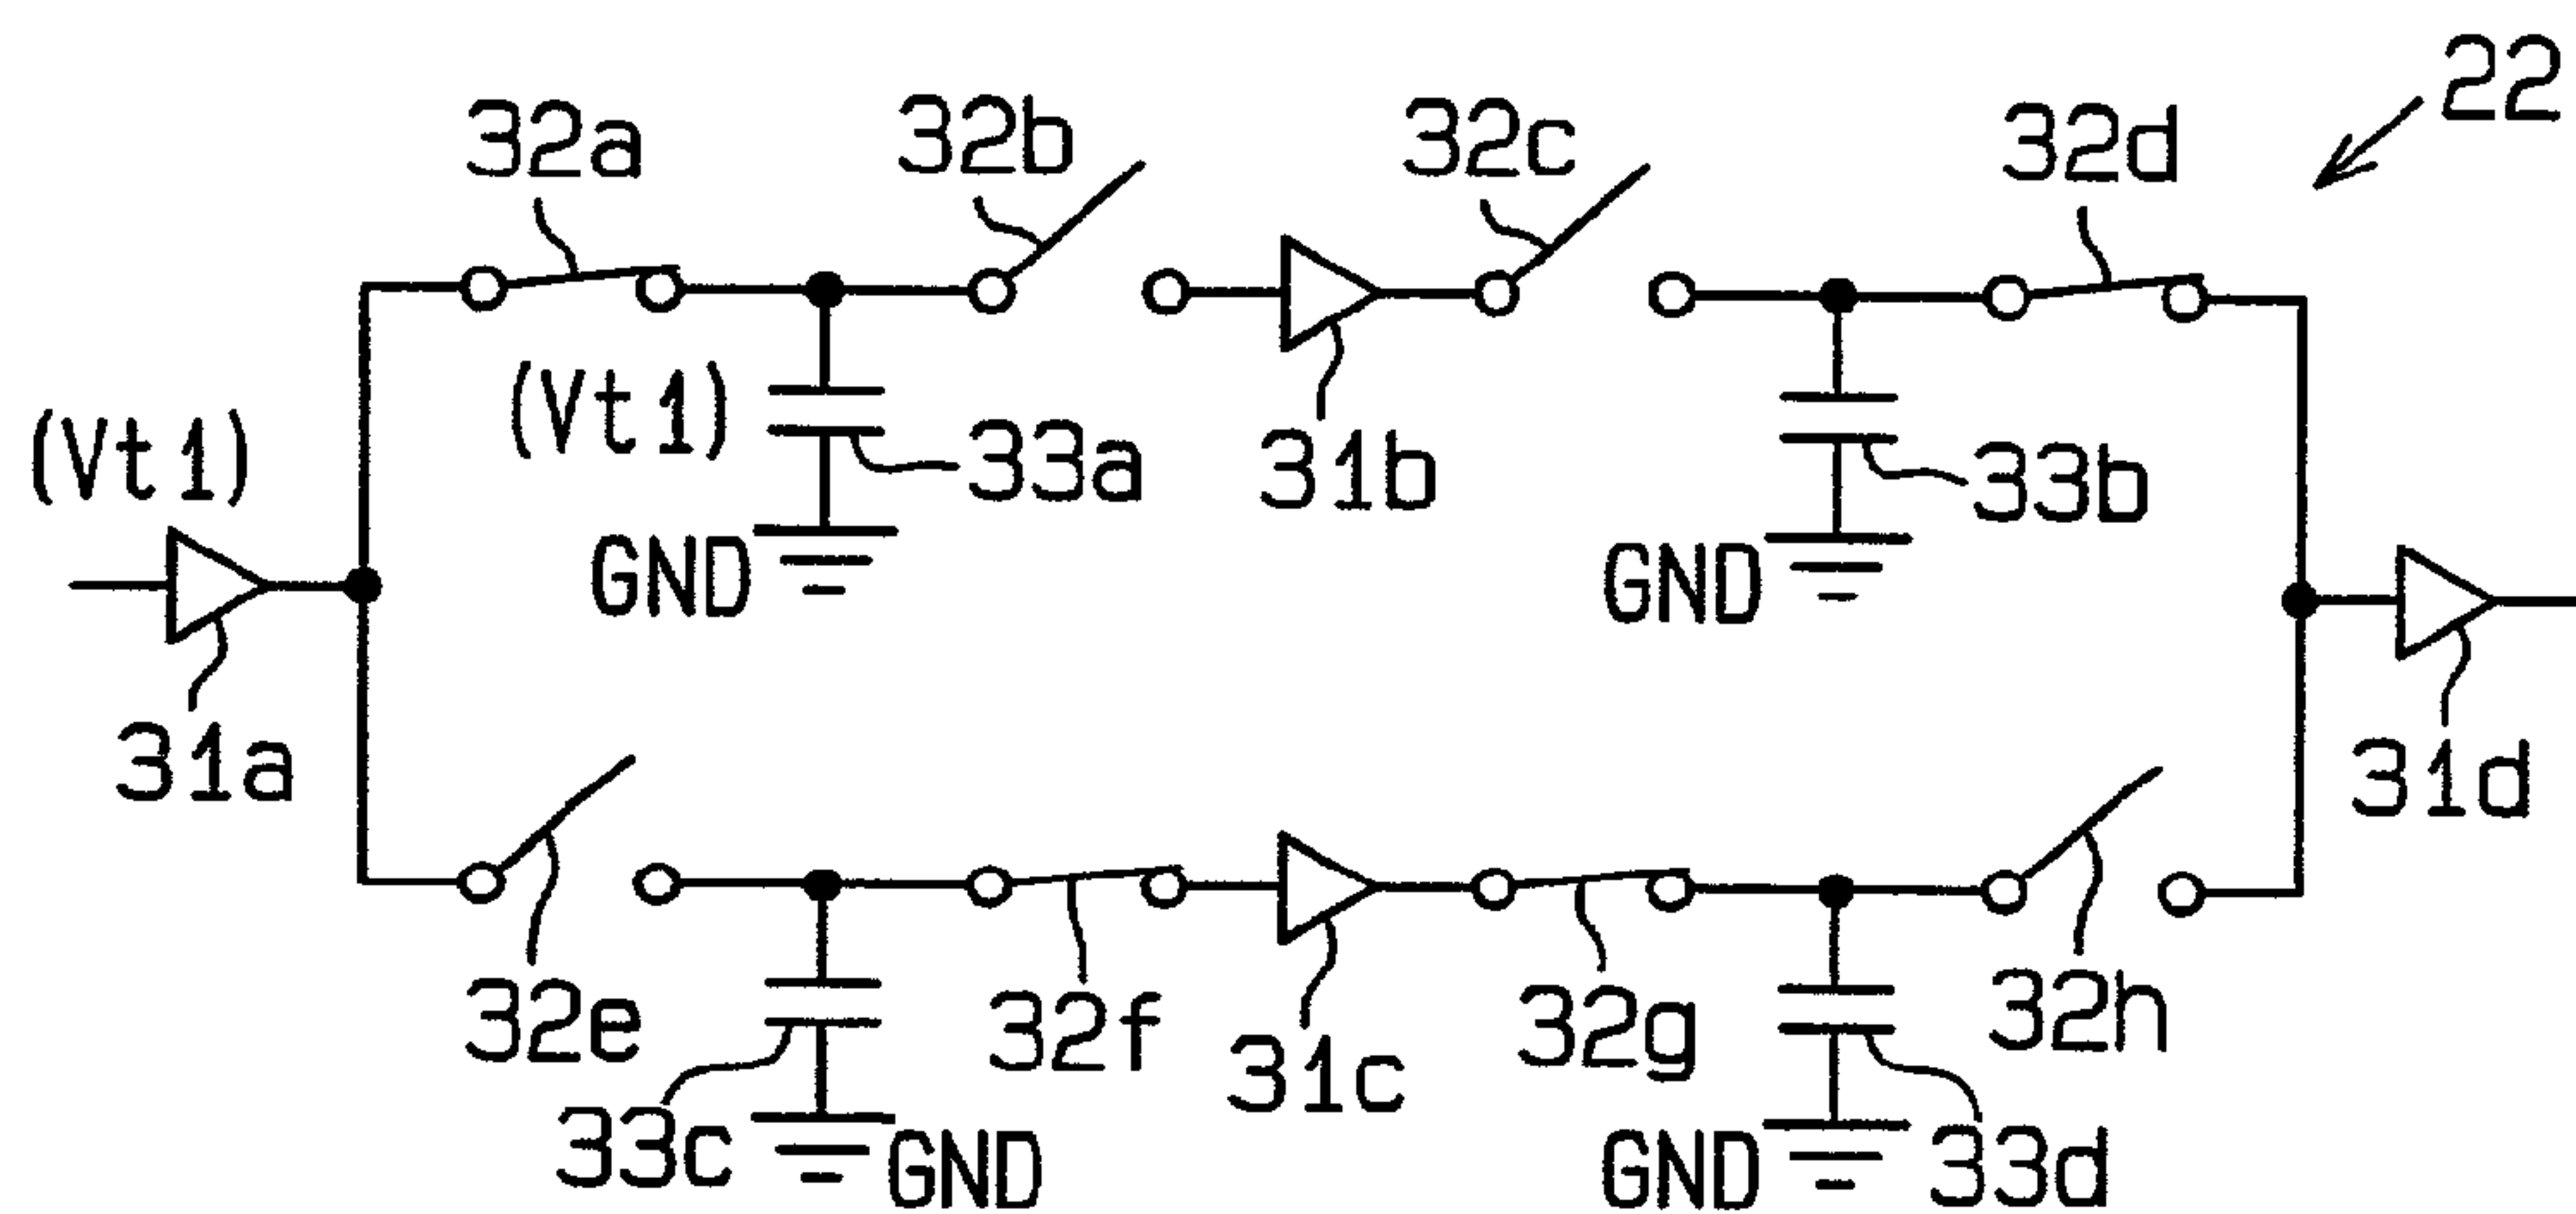 22
32a
32b
32c
32d
(Vt1)
(Vt1)
33a
31b
33b
GND
GND
31a
31d
32e
32f
32g
32h
31c
33c
GND
GND
33d